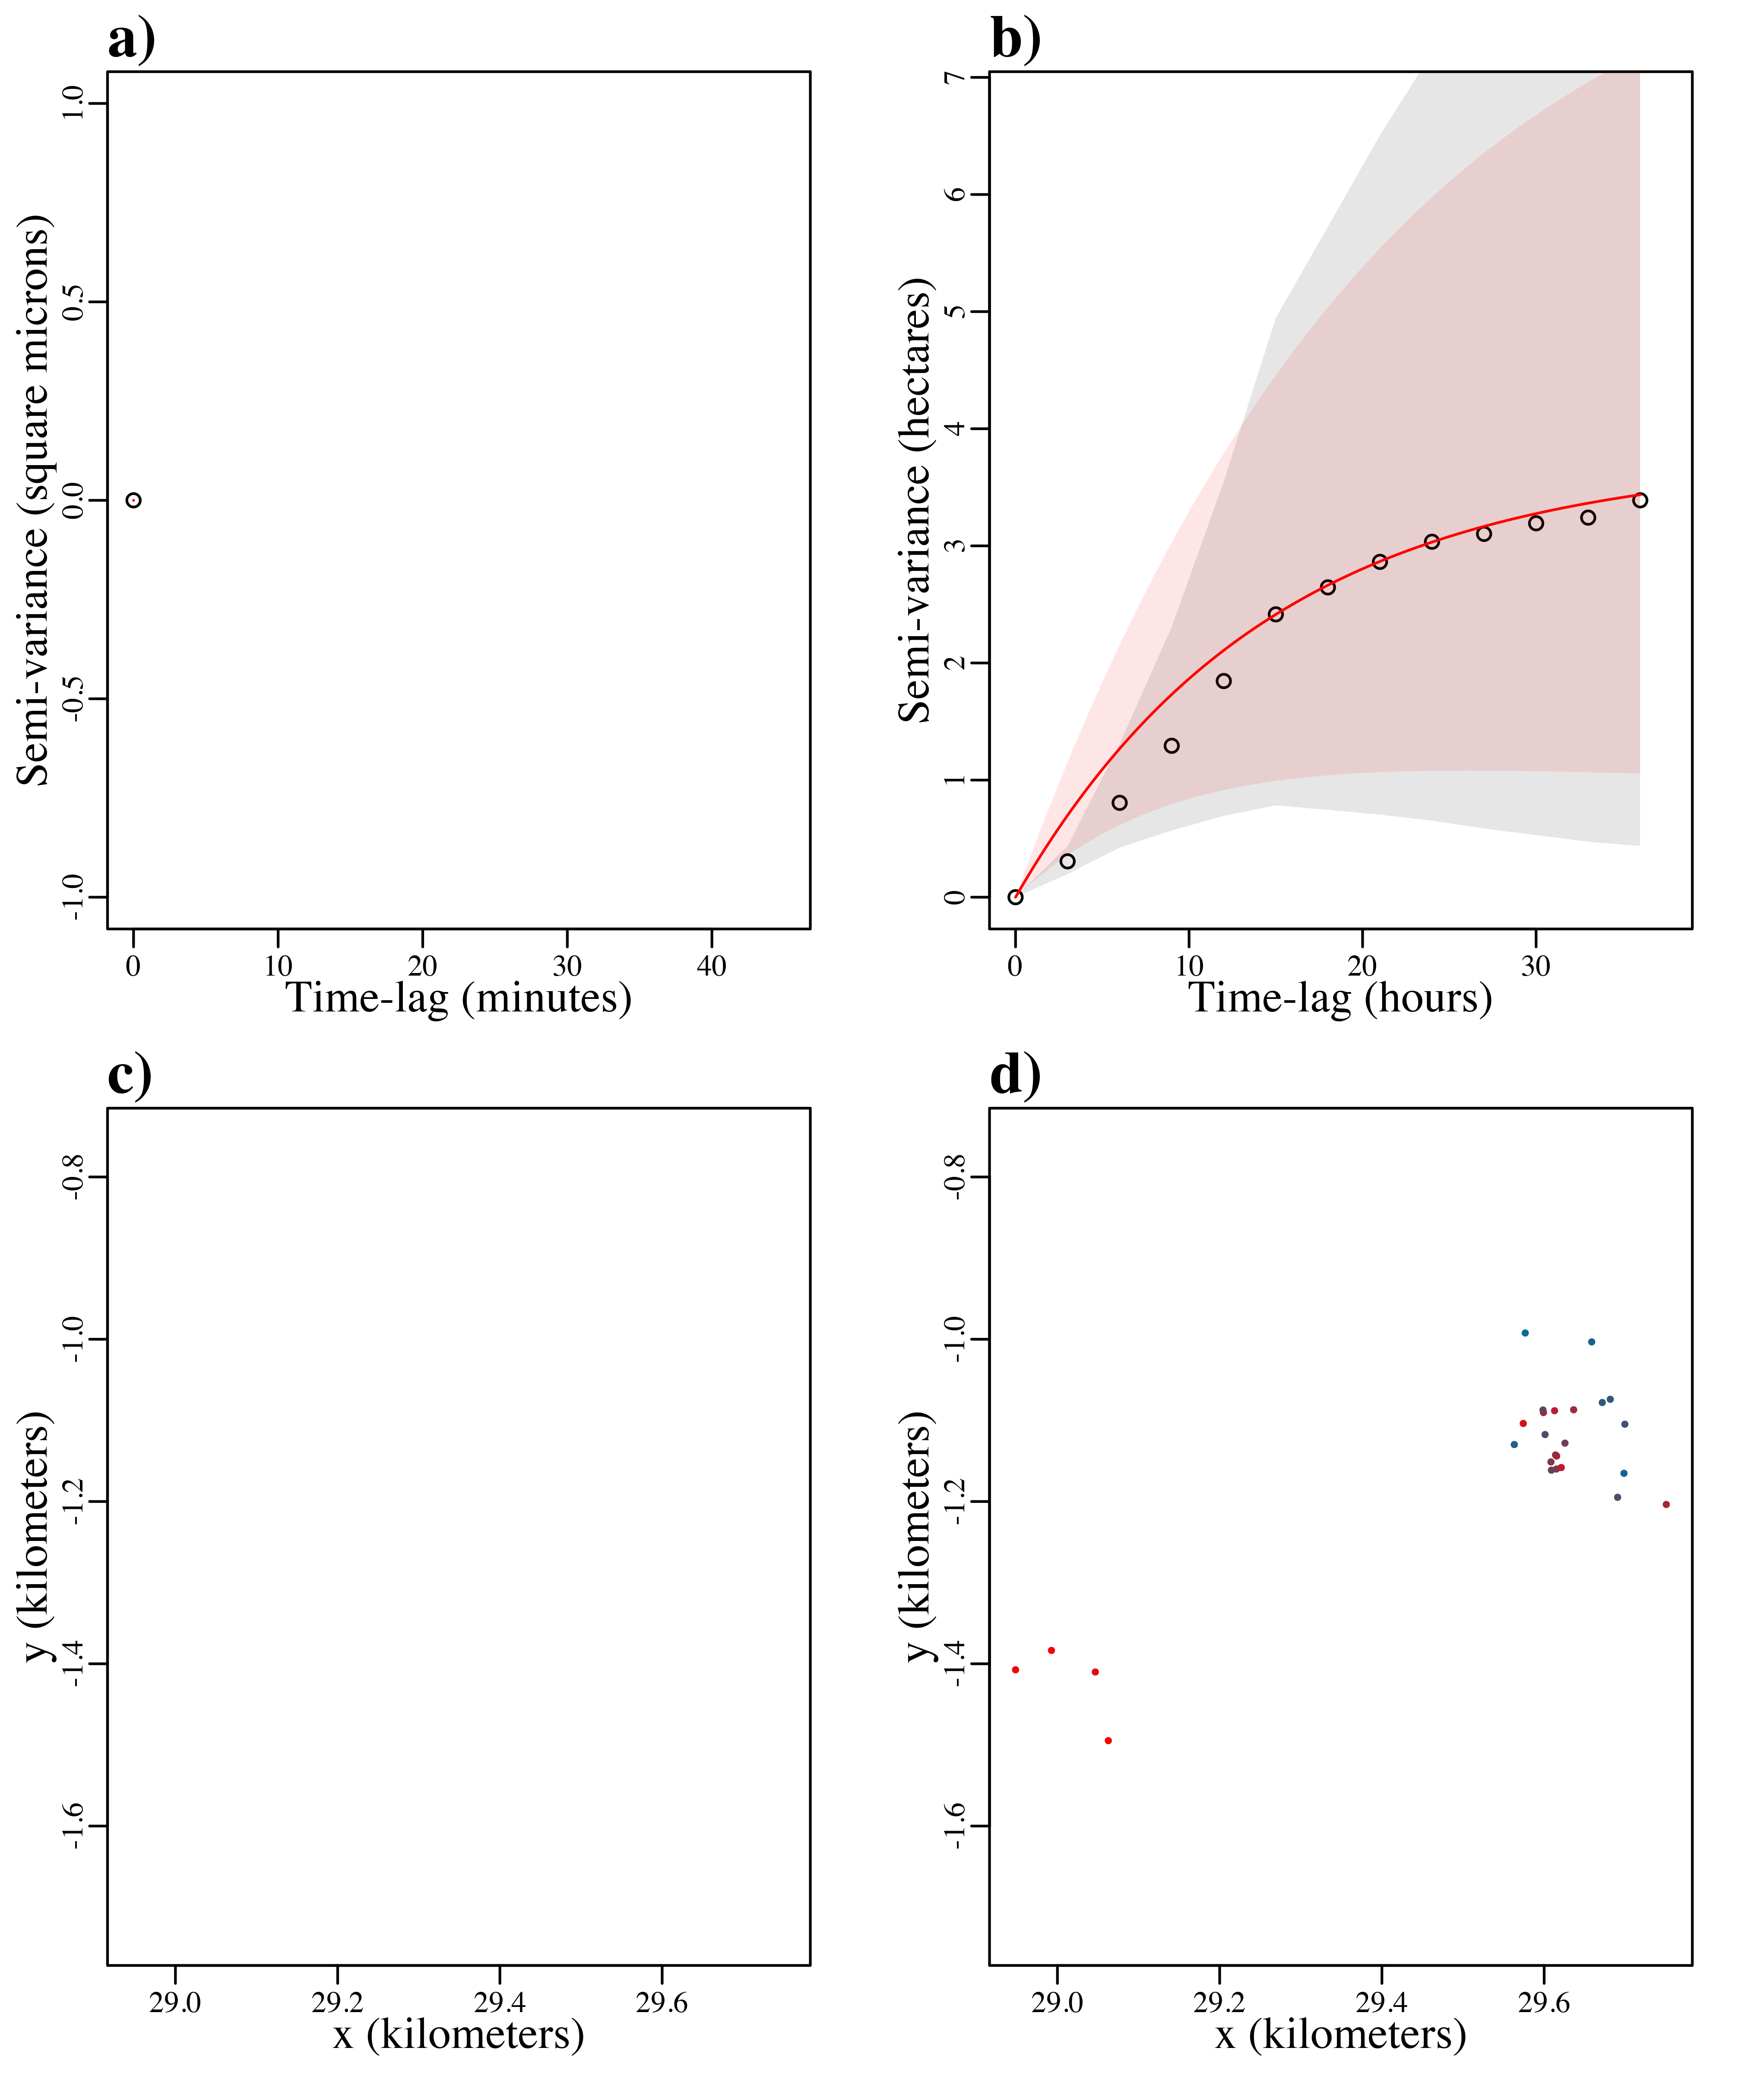 a)
Semi-variance (square microns)
1.0
0.5
0.0
-0.5
-1.0
0 10 20 30 40
Time-lag (minutes)
b)
Semi-variance (hectares)
7
6
5
4
3
2
1
0
0 10 20 30
Time-lag (hours)
c)
y (kilometers)
-0.8
-1.0
-1.2
-1.4
-1.6
29.0 29.2 29.4 29.6
x (kilometers)
d)
y (kilometers)
-0.8
-1.0
-1.2
-1.4
-1.6
29.0 29.2 29.4 29.6
x (kilometers)